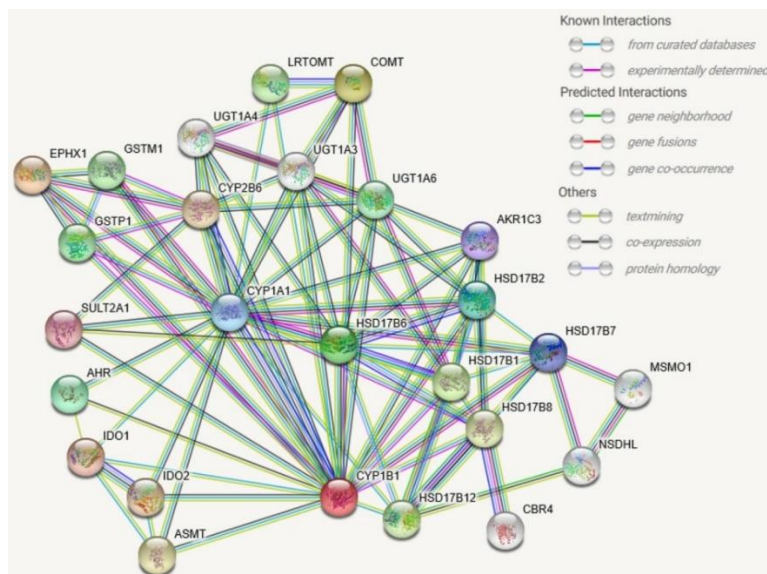 LRTOMT
COMT
UGT1A4
UGT1A3
EPHX1
GSTM1
CYP2B6
UGT1A6
GSTP1
AKR1C3
CYP1A1
HSD17B2
SULT2A1
HSD17B6
HSD17B7
HSD17B1
MSMO1
AHR
HSD17B8
IDO1
NSDHL
IDO2
CYP1B1
HSD17B12
CBR4
ASMT
Known Interactions
from curated databases
experimentally determined
Predicted Interactions
gene neighborhood
gene fusions
gene co-occurrence
Others
textmining
co-expression
protein homology